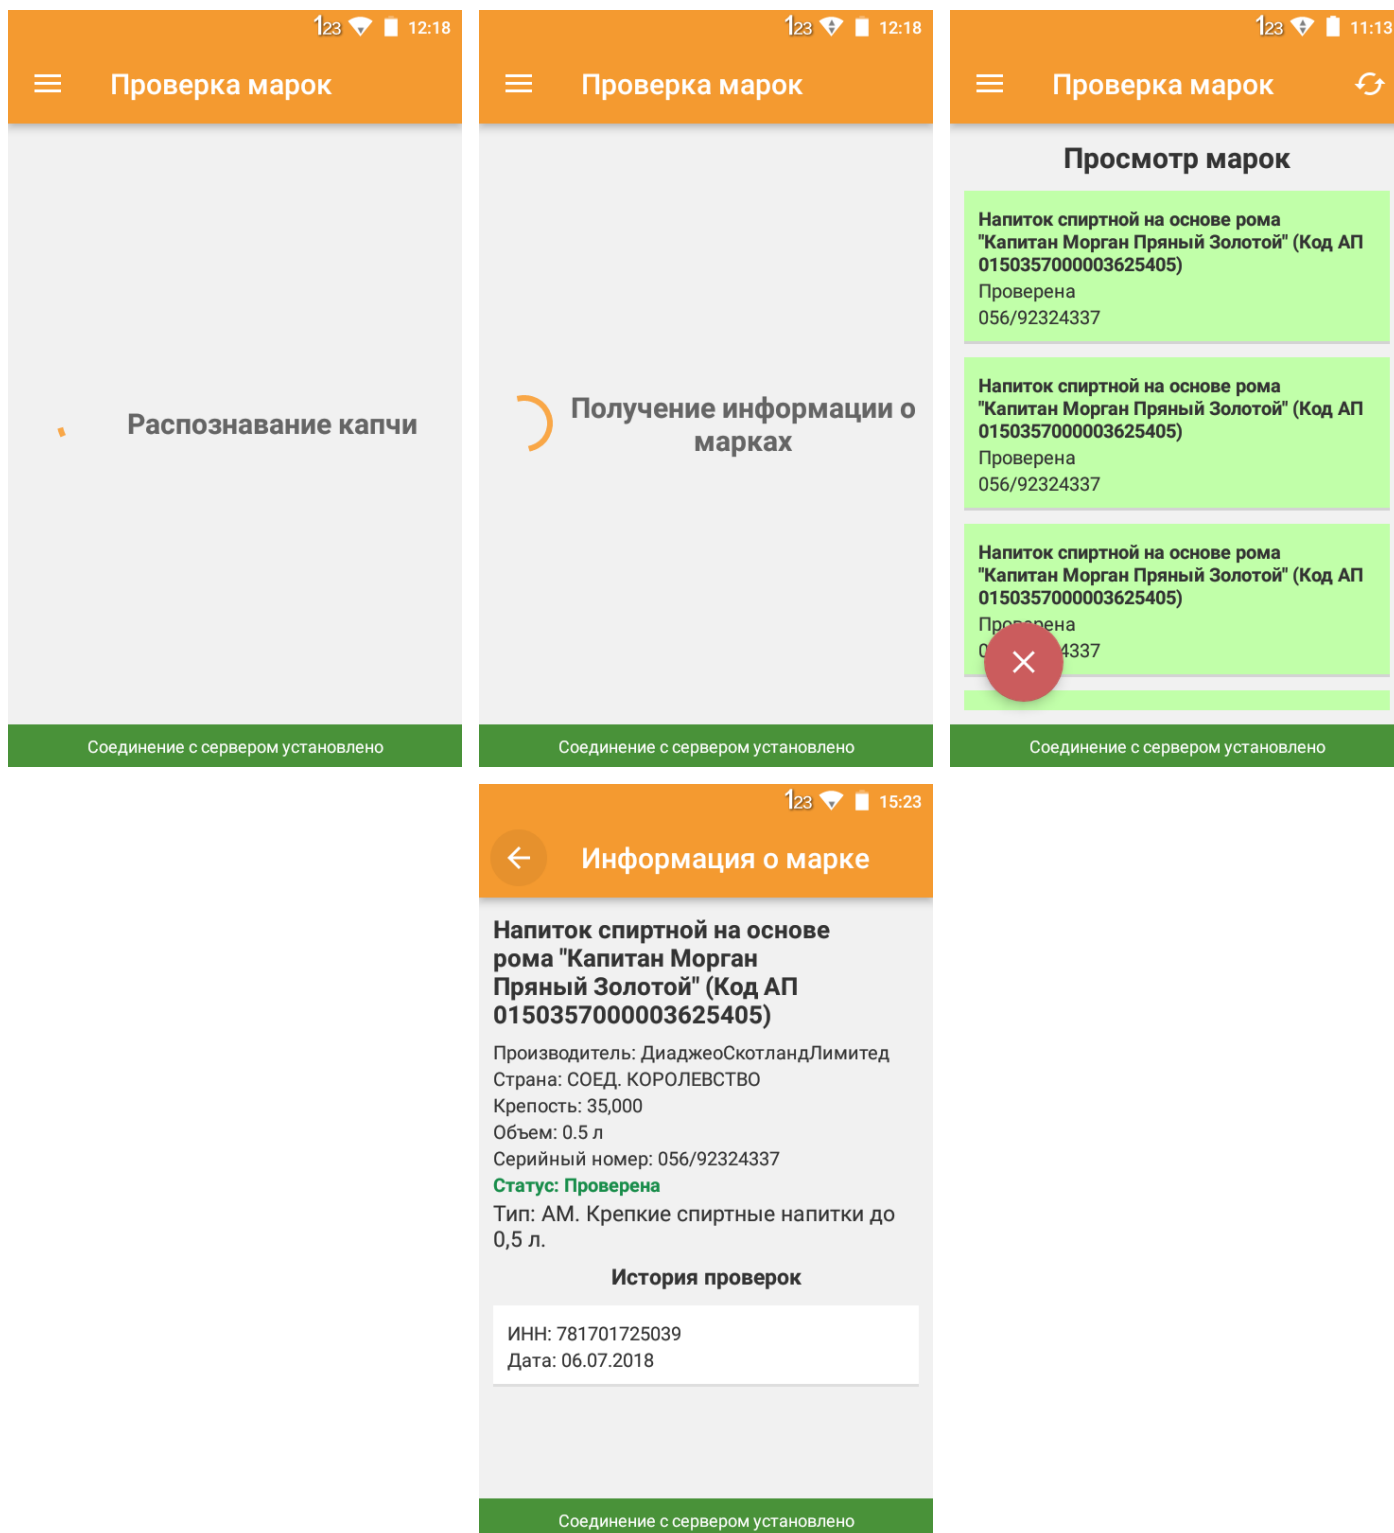 123 12:18
Проверка марок
Распознавание капчи
Соединение с сервером установлено
123 12:18
Проверка марок
Получение информации о
марках
Соединение с сервером установлено
123 11:13
Проверка марок
Просмотр марок
Напиток спиртной на основе рома
"Капитан Морган Пряный Золотой" (Код АП
0150357000003625405)
Проверена
056/92324337
Напиток спиртной на основе рома
"Капитан Морган Пряный Золотой" (Код АП
0150357000003625405)
Проверена
056/92324337
Напиток спиртной на основе рома
"Капитан Морган Пряный Золотой" (Код АП
0150357000003625405)
Проверена
4337
Соединение с сервером установлено
123 15:23
Информация о марке
Напиток спиртной на основе
рома "Капитан Морган
Пряный Золотой" (Код АП
0150357000003625405)
Производитель: ДиаджеоСкотландЛимитед
Страна: СОЕД. КОРОЛЕВСТВО
Крепость: 35,000
Объем: 0.5 л
Серийный номер: 056/92324337
Статус: Проверена
Тип: АМ. Крепкие спиртные напитки до
0,5 л.
История проверок
ИНН: 781701725039
Дата: 06.07.2018
Соединение с сервером установлено